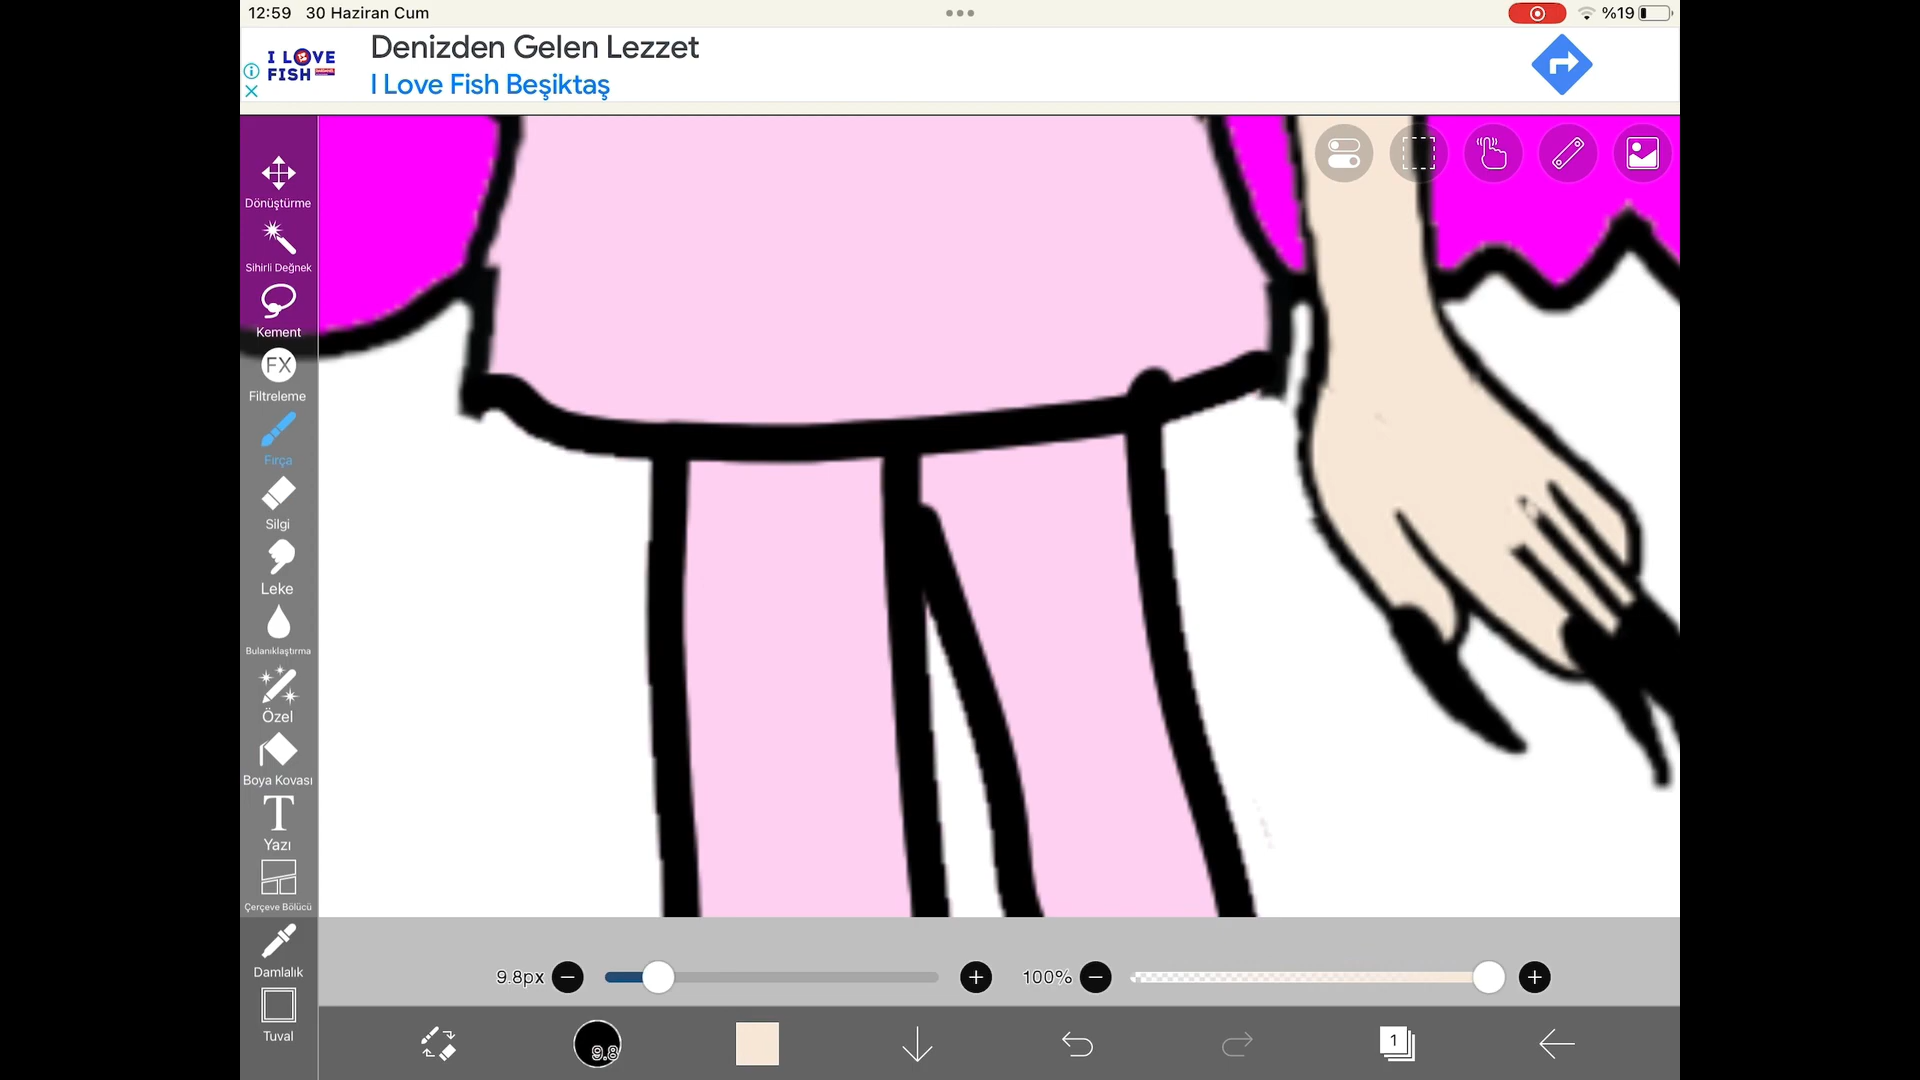 12:59 30 Haziran Cum
%19
I LOVE
FISH
Denizden Gelen Lezzet
I Love Fish Beşiktaş
Dönüştürme
Sihirli Değnek
Kement
FX
Filtreleme
Fırça
Silgi
Leke
Bulanıklaştırma
Özel
Boya Kovası
T
Yazı
Çerçeve Bölücü
Damlalık
Tuval
9.8px
100%
9.8
1